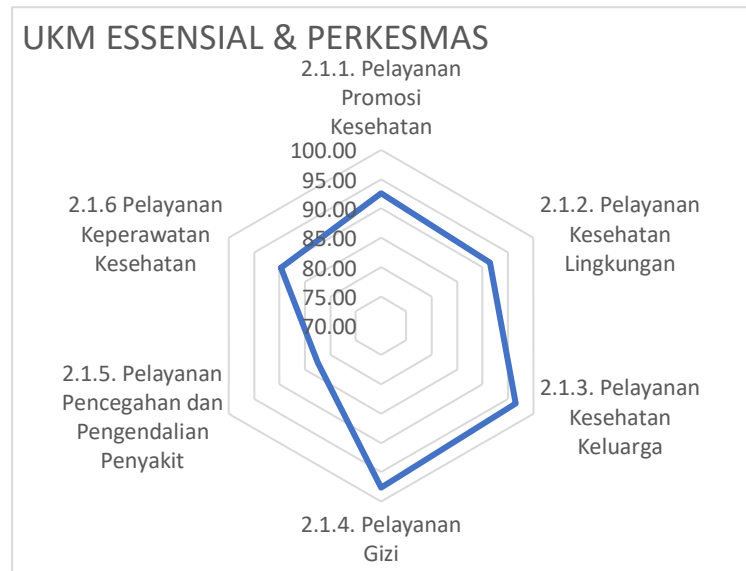 UKM ESSENSIAL & PERKESMAS
2.1.1. Pelayanan
Promosi
Kesehatan
100.00
95.00
90.00
85.00
80.00
75.00
70.00
2.1.2. Pelayanan
Kesehatan
Lingkungan
2.1.3. Pelayanan
Kesehatan
Keluarga
2.1.4. Pelayanan
Gizi
2.1.5. Pelayanan
Pencegahan dan
Pengendalian
Penyakit
2.1.6 Pelayanan
Keperawatan
Kesehatan